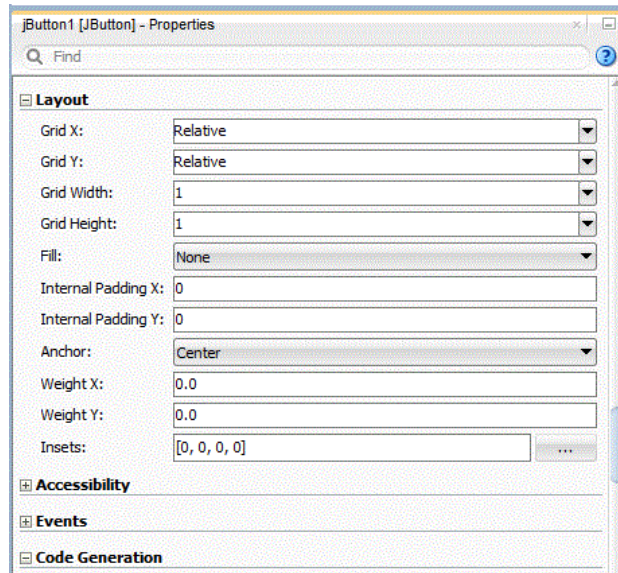 jButton1 [JButton] - Properties
Find
Layout
Grid X: Relative
Grid Y: Relative
Grid Width: 1
Grid Height: 1
Fill: None
Internal Padding X: 0
Internal Padding Y: 0
Anchor: Center
Weight X: 0.0
Weight Y: 0.0
Insets: [0, 0, 0, 0] ...
Accessibility
Events
Code Generation